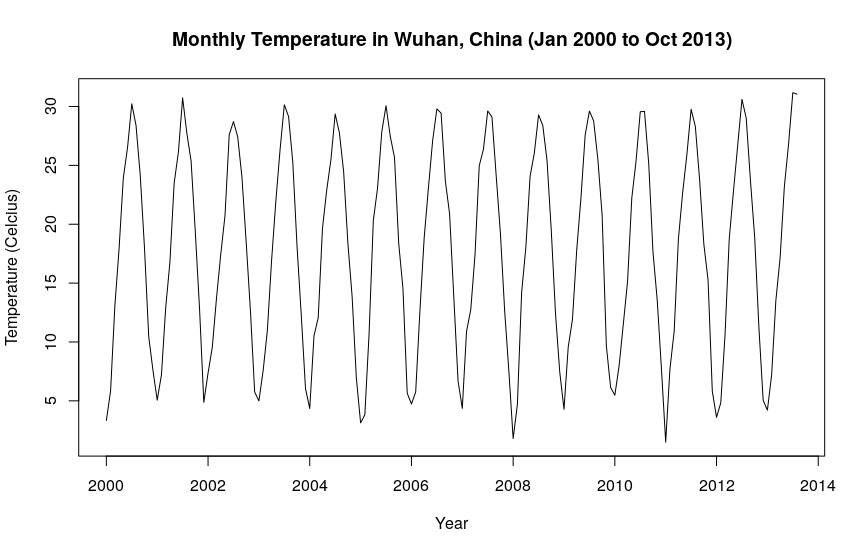 Monthly Temperature in Wuhan, China (Jan 2000 to Oct 2013)
Temperature (Celclus)
30
25
20
15
10
5
2000 2002 2004 2006 2008 2010 2012 2014
Year